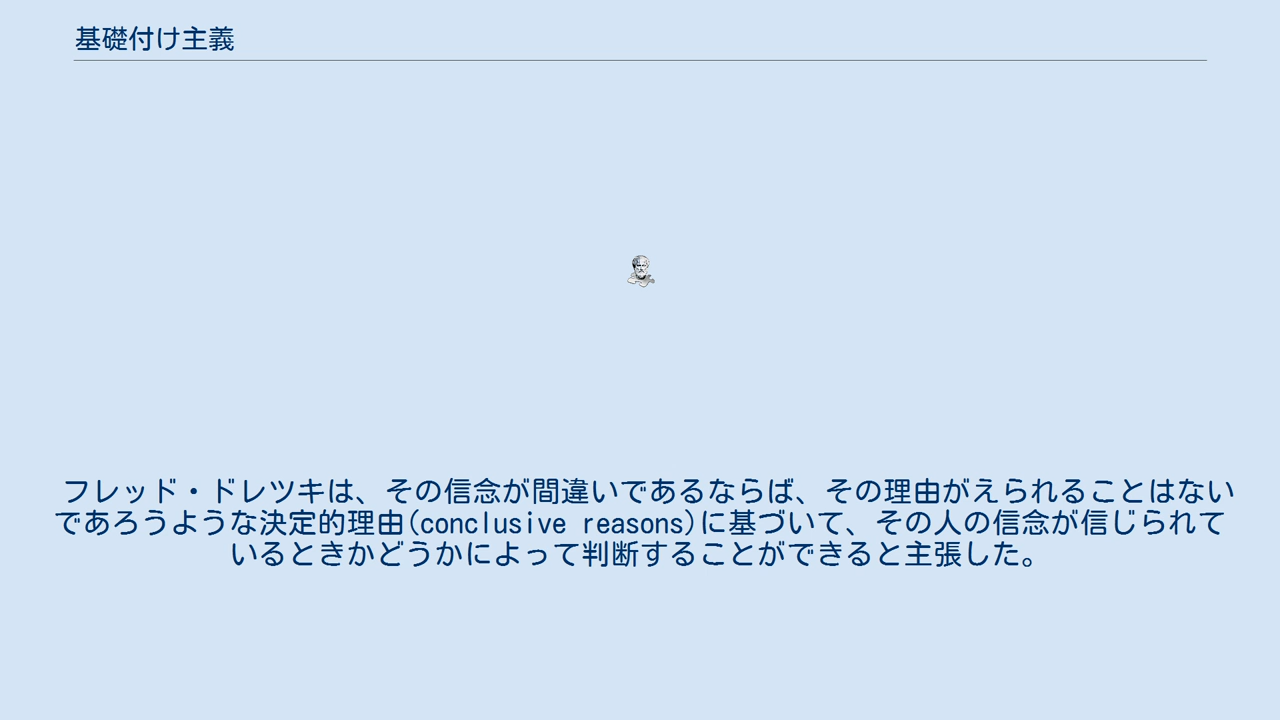 基礎付け主義
フレッド・ドレツキは、その信念が間違いであるならば、その理由がえられることはない
であろうような決定的理由(conclusive reasons)に基づいて、その人の信念が信じられて
いるときかどうかによって判断することができると主張した。